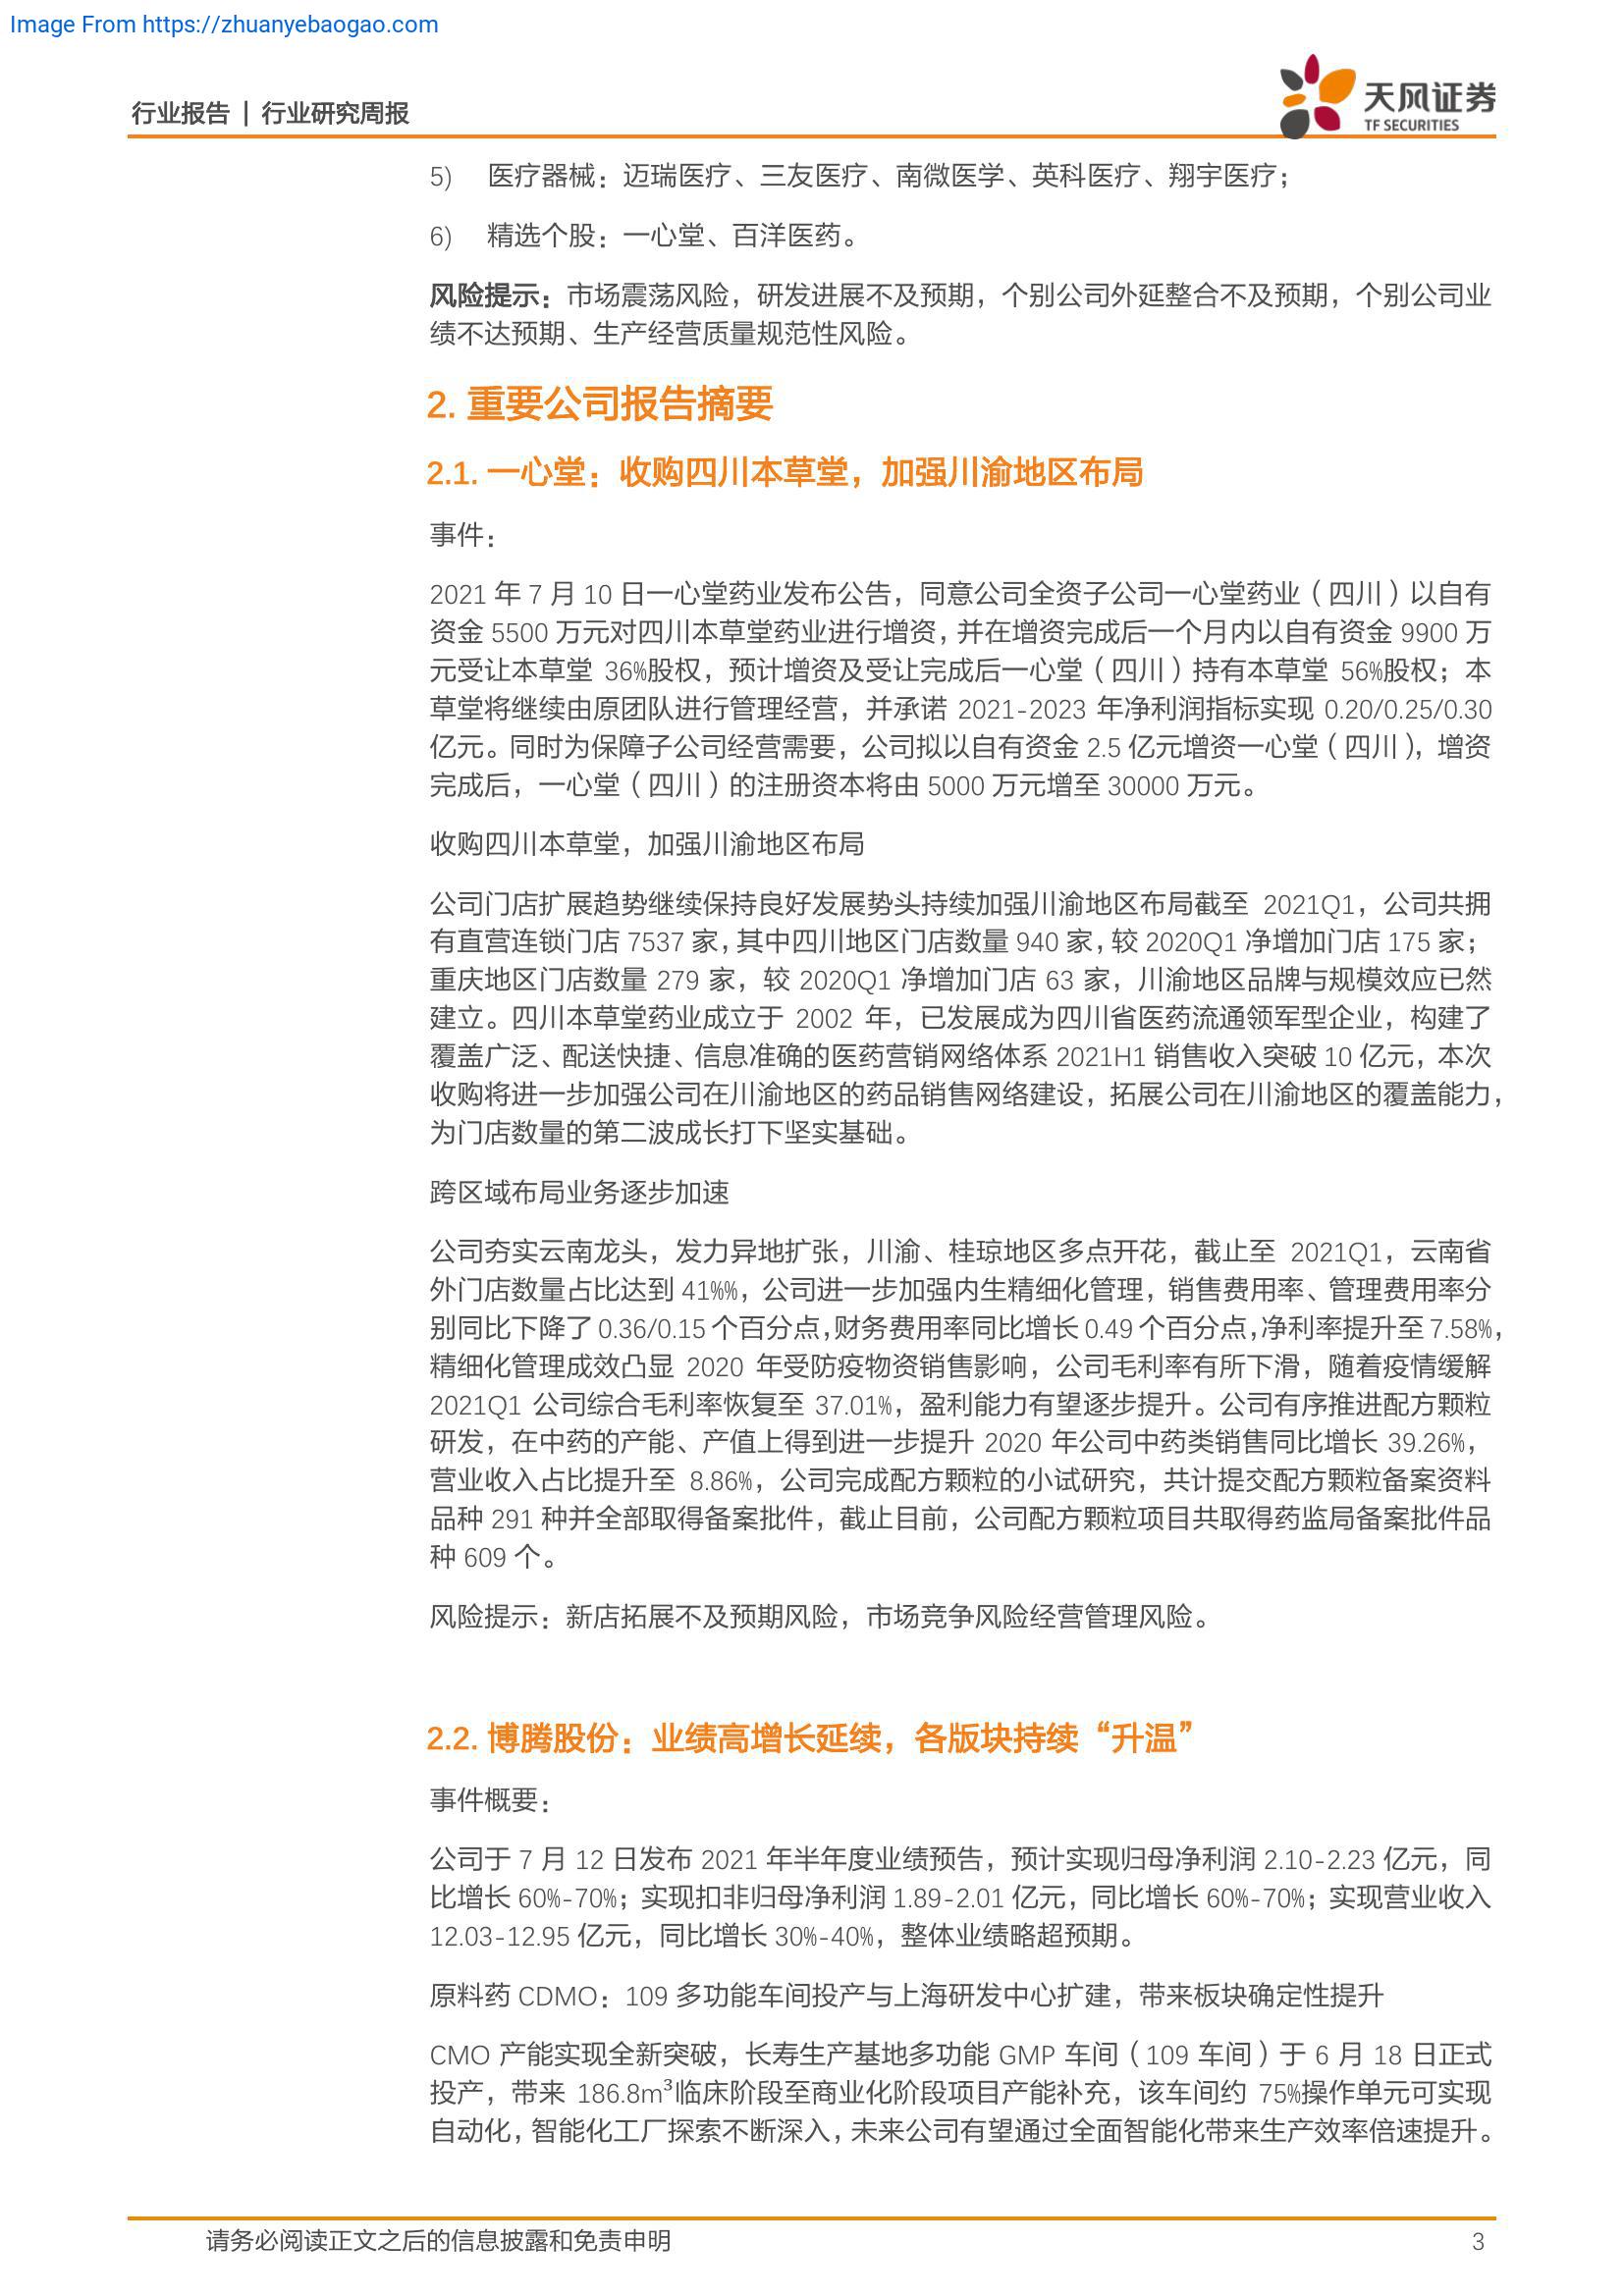 Image From https://zhuanyebaogao.com
行业报告 | 行业研究周报
天风证券
TF SECURITIES
5) 医疗器械：迈瑞医疗、三友医疗、南微医学、英科医疗、翔宇医疗；
6) 精选个股：一心堂、百洋医药。
风险提示：市场震荡风险，研发进展不及预期，个别公司外延整合不及预期，个别公司业
绩不达预期、生产经营质量规范性风险。
2. 重要公司报告摘要
2.1. 一心堂：收购四川本草堂，加强川渝地区布局
事件：
2021 年 7 月 10 日一心堂药业发布公告，同意公司全资子公司一心堂药业（四川）以自有
资金 5500 万元对四川本草堂药业进行增资，并在增资完成后一个月内以自有资金 9900 万
元受让本草堂 36%股权，预计增资及受让完成后一心堂（四川）持有本草堂 56%股权；本
草堂将继续由原团队进行管理经营，并承诺 2021-2023 年净利润指标实现 0.20/0.25/0.30
亿元。同时为保障子公司经营需要，公司拟以自有资金 2.5 亿元增资一心堂（四川），增资
完成后，一心堂（四川）的注册资本将由 5000 万元增至 30000 万元。
收购四川本草堂，加强川渝地区布局
公司门店扩展趋势继续保持良好发展势头持续加强川渝地区布局截至 2021Q1，公司共拥
有直营连锁门店 7537 家，其中四川地区门店数量 940 家，较 2020Q1 净增加门店 175 家；
重庆地区门店数量 279 家，较 2020Q1 净增加门店 63 家，川渝地区品牌与规模效应已然
建立。四川本草堂药业成立于 2002 年，已发展成为四川省医药流通领军型企业，构建了
覆盖广泛、配送快捷、信息准确的医药营销网络体系 2021H1 销售收入突破 10 亿元，本次
收购将进一步加强公司在川渝地区的药品销售网络建设，拓展公司在川渝地区的覆盖能力，
为门店数量的第二波成长打下坚实基础。
跨区域布局业务逐步加速
公司夯实云南龙头，发力异地扩张，川渝、桂琼地区多点开花，截止至 2021Q1，云南省
外门店数量占比达到 41%%，公司进一步加强内生精细化管理，销售费用率、管理费用率分
别同比下降了 0.36/0.15 个百分点，财务费用率同比增长 0.49 个百分点，净利率提升至 7.58%，
精细化管理成效凸显 2020 年受防疫物资销售影响，公司毛利率有所下滑，随着疫情缓解
2021Q1 公司综合毛利率恢复至 37.01%，盈利能力有望逐步提升。公司有序推进配方颗粒
研发，在中药的产能、产值上得到进一步提升 2020 年公司中药类销售同比增长 39.26%，
营业收入占比提升至 8.86%，公司完成配方颗粒的小试研究，共计提交配方颗粒备案资料
品种 291 种并全部取得备案批件，截止目前，公司配方颗粒项目共取得药监局备案批件品
种 609 个。
风险提示：新店拓展不及预期风险，市场竞争风险经营管理风险。
2.2. 博腾股份：业绩高增长延续，各版块持续“升温”
事件概要：
公司于 7 月 12 日发布 2021 年半年度业绩预告，预计实现归母净利润 2.10-2.23 亿元，同
比增长 60%-70%；实现扣非归母净利润 1.89-2.01 亿元，同比增长 60%-70%；实现营业收入
12.03-12.95 亿元，同比增长 30%-40%，整体业绩略超预期。
原料药 CDMO：109 多功能车间投产与上海研发中心扩建，带来板块确定性提升
CMO 产能实现全新突破，长寿生产基地多功能 GMP 车间（109 车间）于 6 月 18 日正式
投产，带来 186.8m³临床阶段至商业化阶段项目产能补充，该车间约 75%操作单元可实现
自动化，智能化工厂探索不断深入，未来公司有望通过全面智能化带来生产效率倍速提升。
请务必阅读正文之后的信息披露和免责申明 3